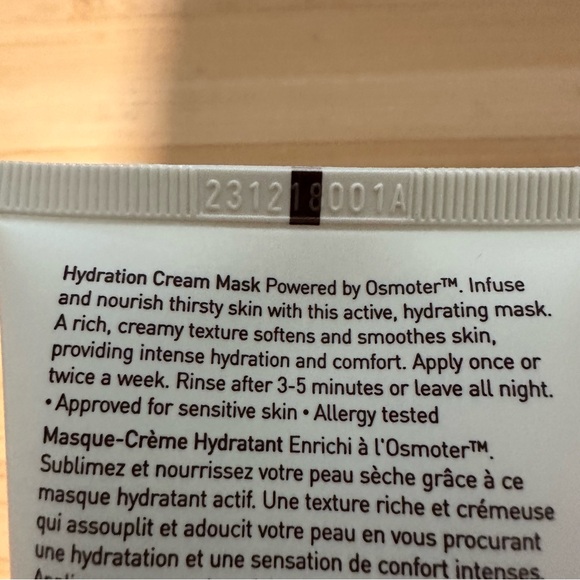 231218001A
Hydration Cream Mask Powered by Osmoter™. Infuse
and nourish thirsty skin with this active, hydrating mask.
A rich, creamy texture softens and smoothes skin,
providing intense hydration and comfort. Apply once or
twice a week. Rinse after 3-5 minutes or leave all night.
• Approved for sensitive skin • Allergy tested
Masque-Crème Hydratant Enrichi à l'Osmoter™.
Sublimez et nourrissez votre peau sèche grâce à ce
masque hydratant actif. Une texture riche et crémeuse
qui assouplit et adoucit votre peau en vous procurant
une hydratation et une sensation de confort intenses.